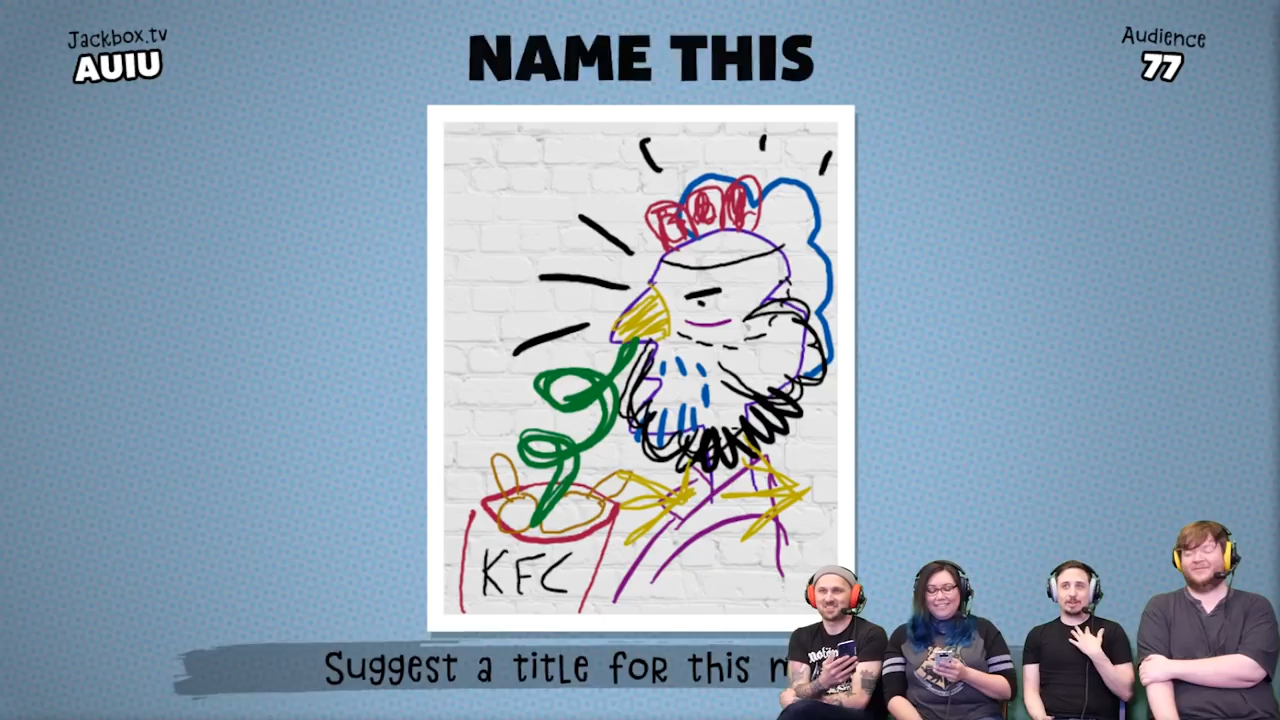 Jackbox.tv
AUIU
NAME THIS
Audience
77
KFC
Suggest a title for this m